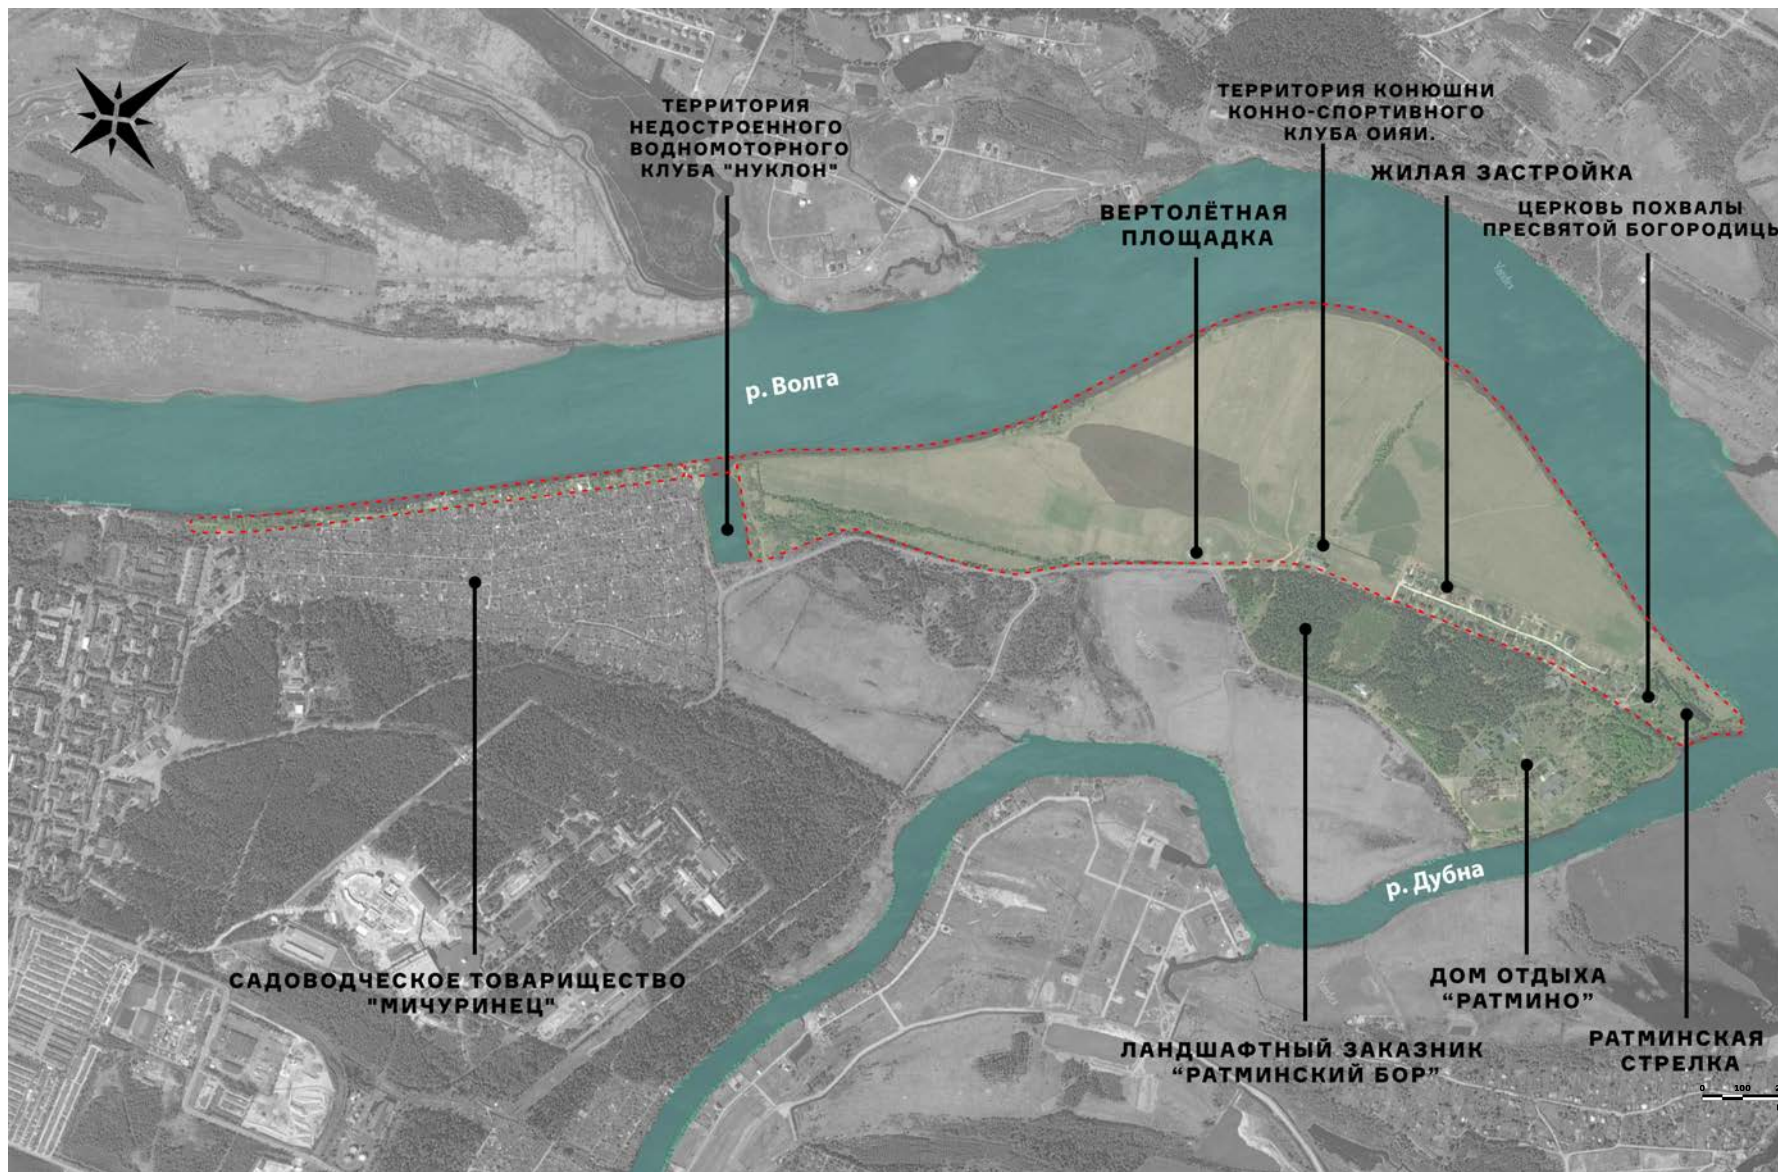 ТЕРРИТОРИЯ
НЕДОСТРОЕННОГО
ВОДНОМОТОРНОГО
КЛУБА "НУКЛОН"
ТЕРРИТОРИЯ КОНЮШНИ
КОННО-СПОРТИВНОГО
КЛУБА ОИЯИ.
ЖИЛАЯ ЗАСТРОЙКА
ВЕРТОЛЁТНАЯ
ПЛОЩАДКА
ЦЕРКОВЬ ПОХВАЛЫ
ПРЕСВЯТОЙ БОГОРОДИЦЫ
р. Волга
р. Дубна
САДОВОДЧЕСКОЕ ТОВАРИЩЕСТВО
"МИЧУРИНЕЦ"
ДОМ ОТДЫХА
“РАТМИНО”
ЛАНДШАФТНЫЙ ЗАКАЗНИК
“РАТМИНСКИЙ БОР”
РАТМИНСКАЯ
СТРЕЛКА
0 100